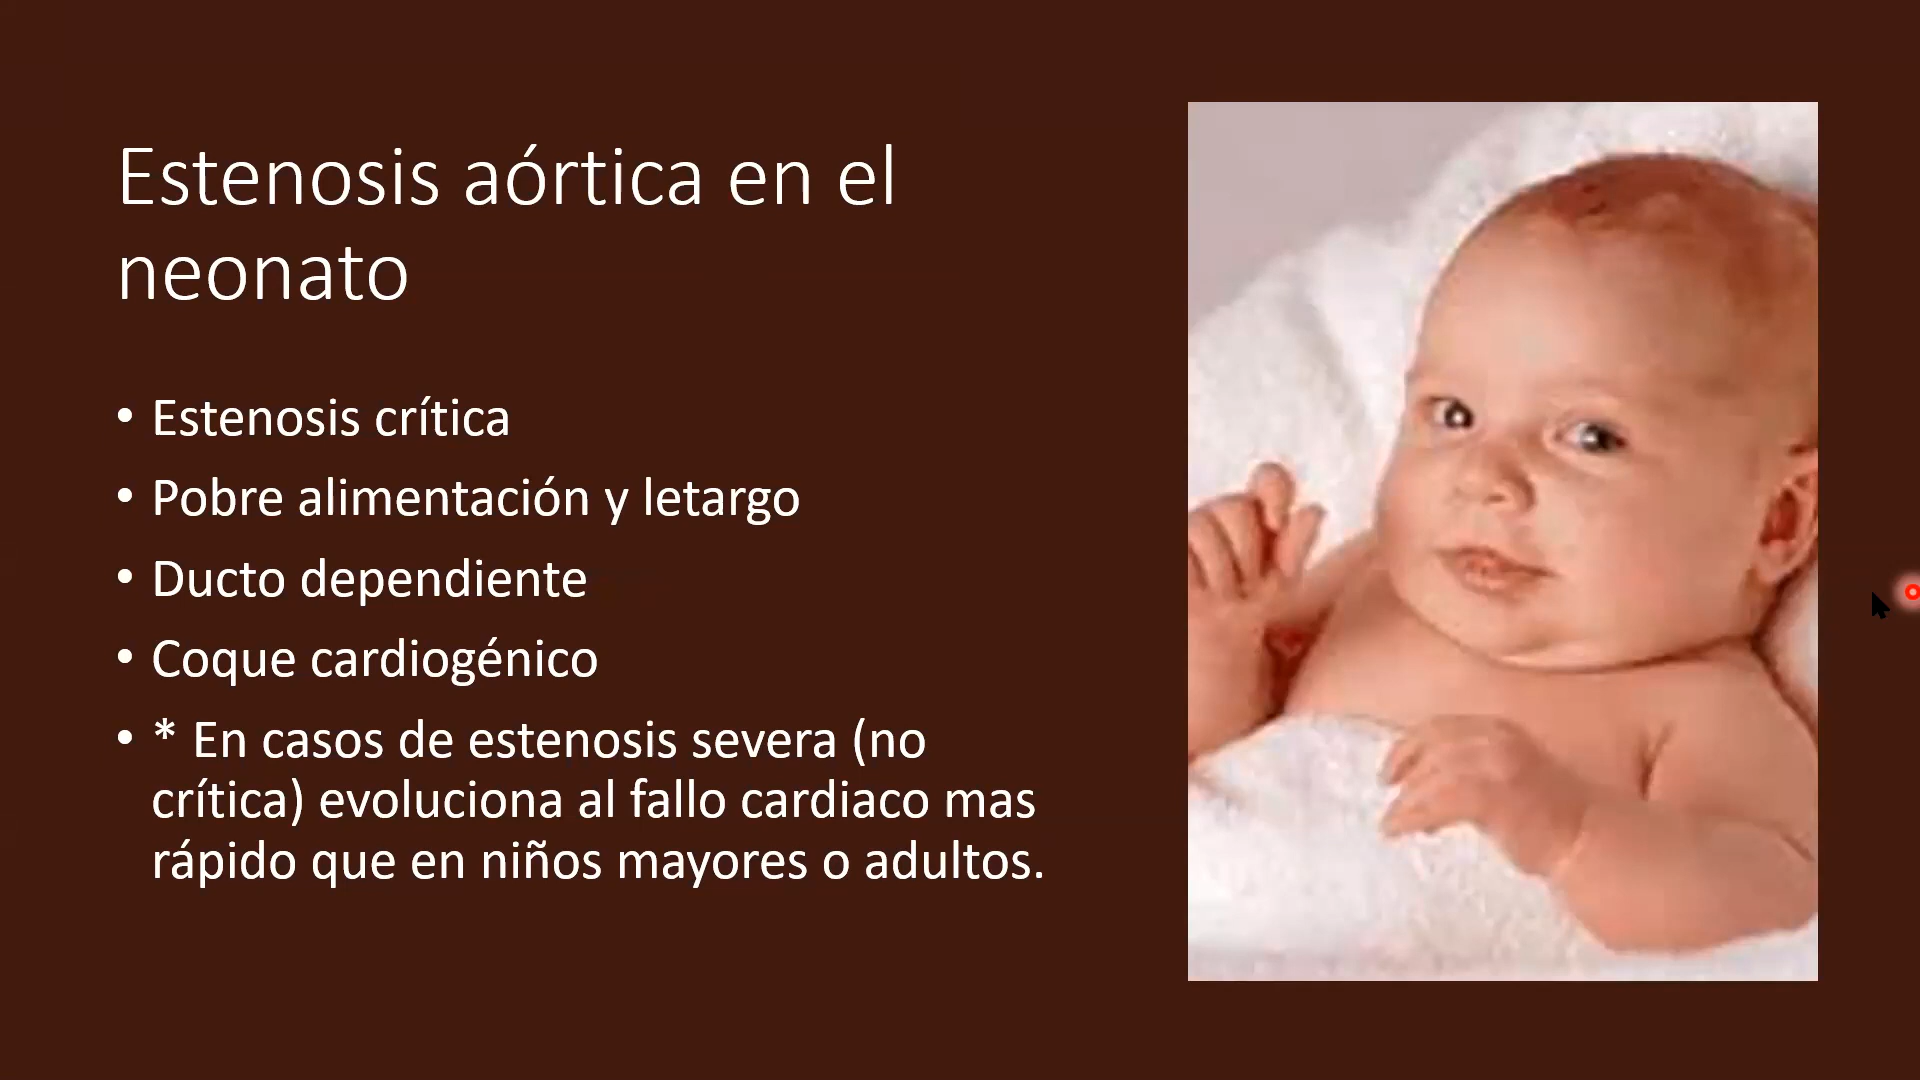 Estenosis aórtica en el
neonato
• Estenosis crítica
• Pobre alimentación y letargo
• Ducto dependiente
• Coque cardiogénico
• * En casos de estenosis severa (no
crítica) evoluciona al fallo cardiaco mas
rápido que en niños mayores o adultos.